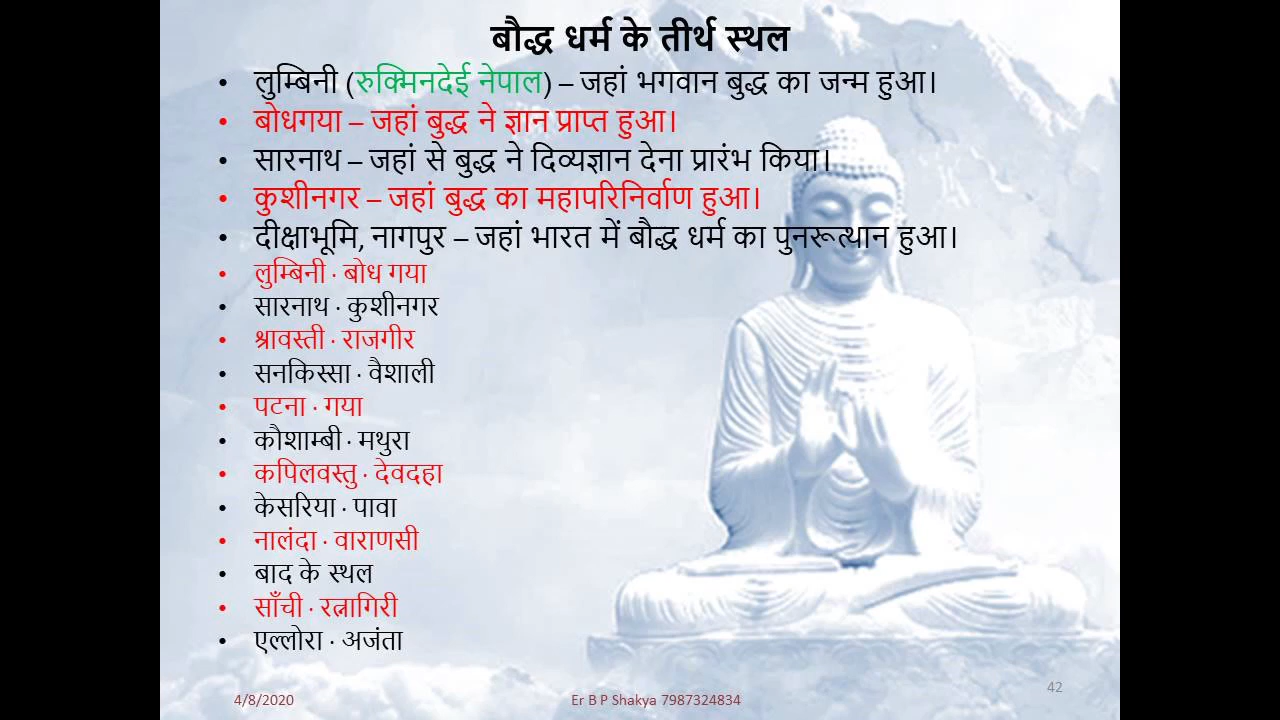 बौद्ध धर्म के तीर्थ स्थल
• लुम्बिनी (रुक्मिनदेई नेपाल) – जहां भगवान बुद्ध का जन्म हुआ।
• बोधगया – जहां बुद्ध ने ज्ञान प्राप्त हुआ।
• सारनाथ – जहां से बुद्ध ने दिव्यज्ञान देना प्रारंभ किया।
• कुशीनगर – जहां बुद्ध का महापरिनिर्वाण हुआ।
• दीक्षाभूमि, नागपुर – जहां भारत में बौद्ध धर्म का पुनरूत्थान हुआ।
• लुम्बिनी · बोध गया
• सारनाथ · कुशीनगर
• श्रावस्ती · राजगीर
• सनकिस्सा · वैशाली
• पटना · गया
• कौशाम्बी · मथुरा
• कपिलवस्तु · देवदहा
• केसरिया · पावा
• नालंदा · वाराणसी
• बाद के स्थल
• साँची · रत्नागिरी
• एल्लोरा · अजंता
4/8/2020
Er B P Shakya 7987324834
42